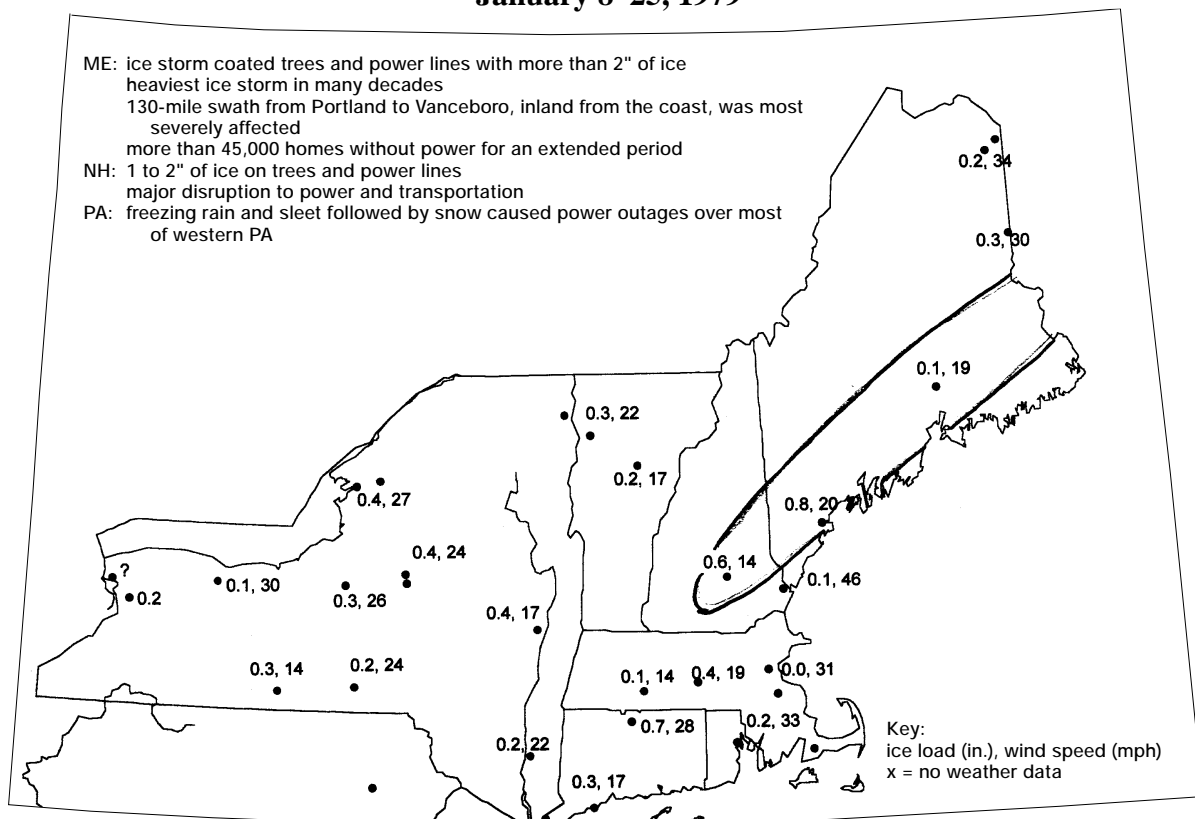 January 8–25, 1979
ME: ice storm coated trees and power lines with more than 2" of ice
heaviest ice storm in many decades
130-mile swath from Portland to Vanceboro, inland from the coast, was most
severely affected
more than 45,000 homes without power for an extended period
NH: 1 to 2" of ice on trees and power lines
major disruption to power and transportation
PA: freezing rain and sleet followed by snow caused power outages over most
of western PA
0.2, 34
0.3, 30
0.1, 19
0.3, 22
0.2, 17
0.4, 27
0.8, 20
0.4, 24
0.6, 14
?
0.1, 30
0.1, 46
0.2
0.3, 26
0.4, 17
0.3, 14
0.2, 24
0.1, 14
0.4, 19
0.0, 31
0.7, 28
0.2, 33
0.2, 22
0.3, 17
Key:
ice load (in.), wind speed (mph)
x = no weather data